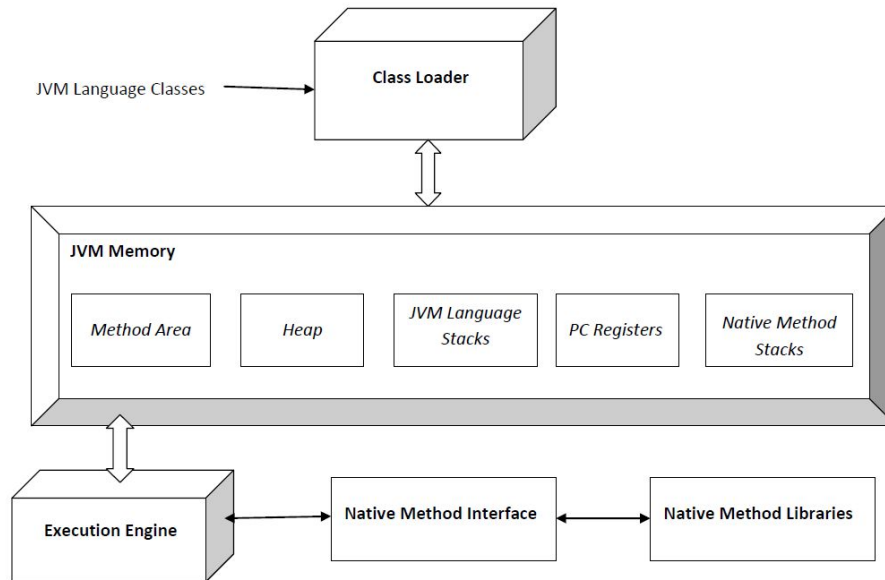 Class Loader
JVM Language Classes
JVM Memory
Method Area
Heap
JVM Language
Stacks
PC Registers
Native Method
Stacks
Execution Engine
Native Method Interface
Native Method Libraries